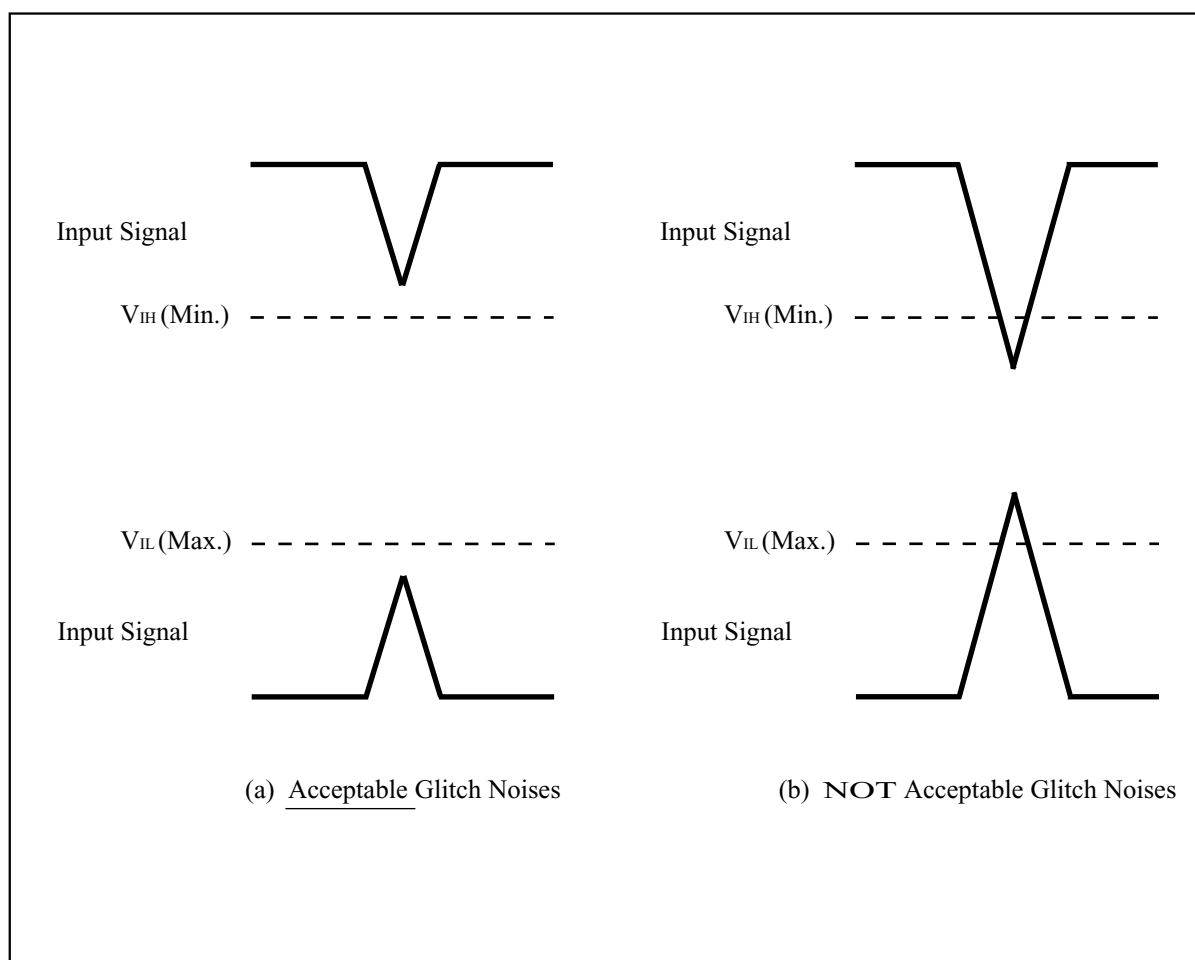 Input Signal
Input Signal
VIH (Min.)
VIH (Min.)
VIL (Max.)
VIL (Max.)
Input Signal
Input Signal
(a) Acceptable Glitch Noises
(b) NOT Acceptable Glitch Noises